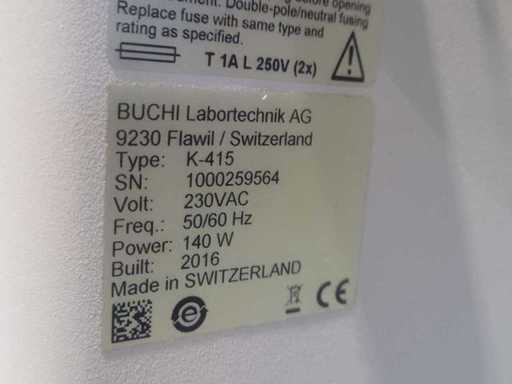 before opening
Double-pole/neutral fusing
Replace fuse with same type and
rating as specified.
T 1A L 250V (2x)
BUCHI Labortechnik AG
9230 Flawil / Switzerland
Type: K-415
SN: 1000259564
Volt: 230VAC
Freq.: 50/60 Hz
Power: 140 W
Built: 2016
Made in SWITZERLAND
CE